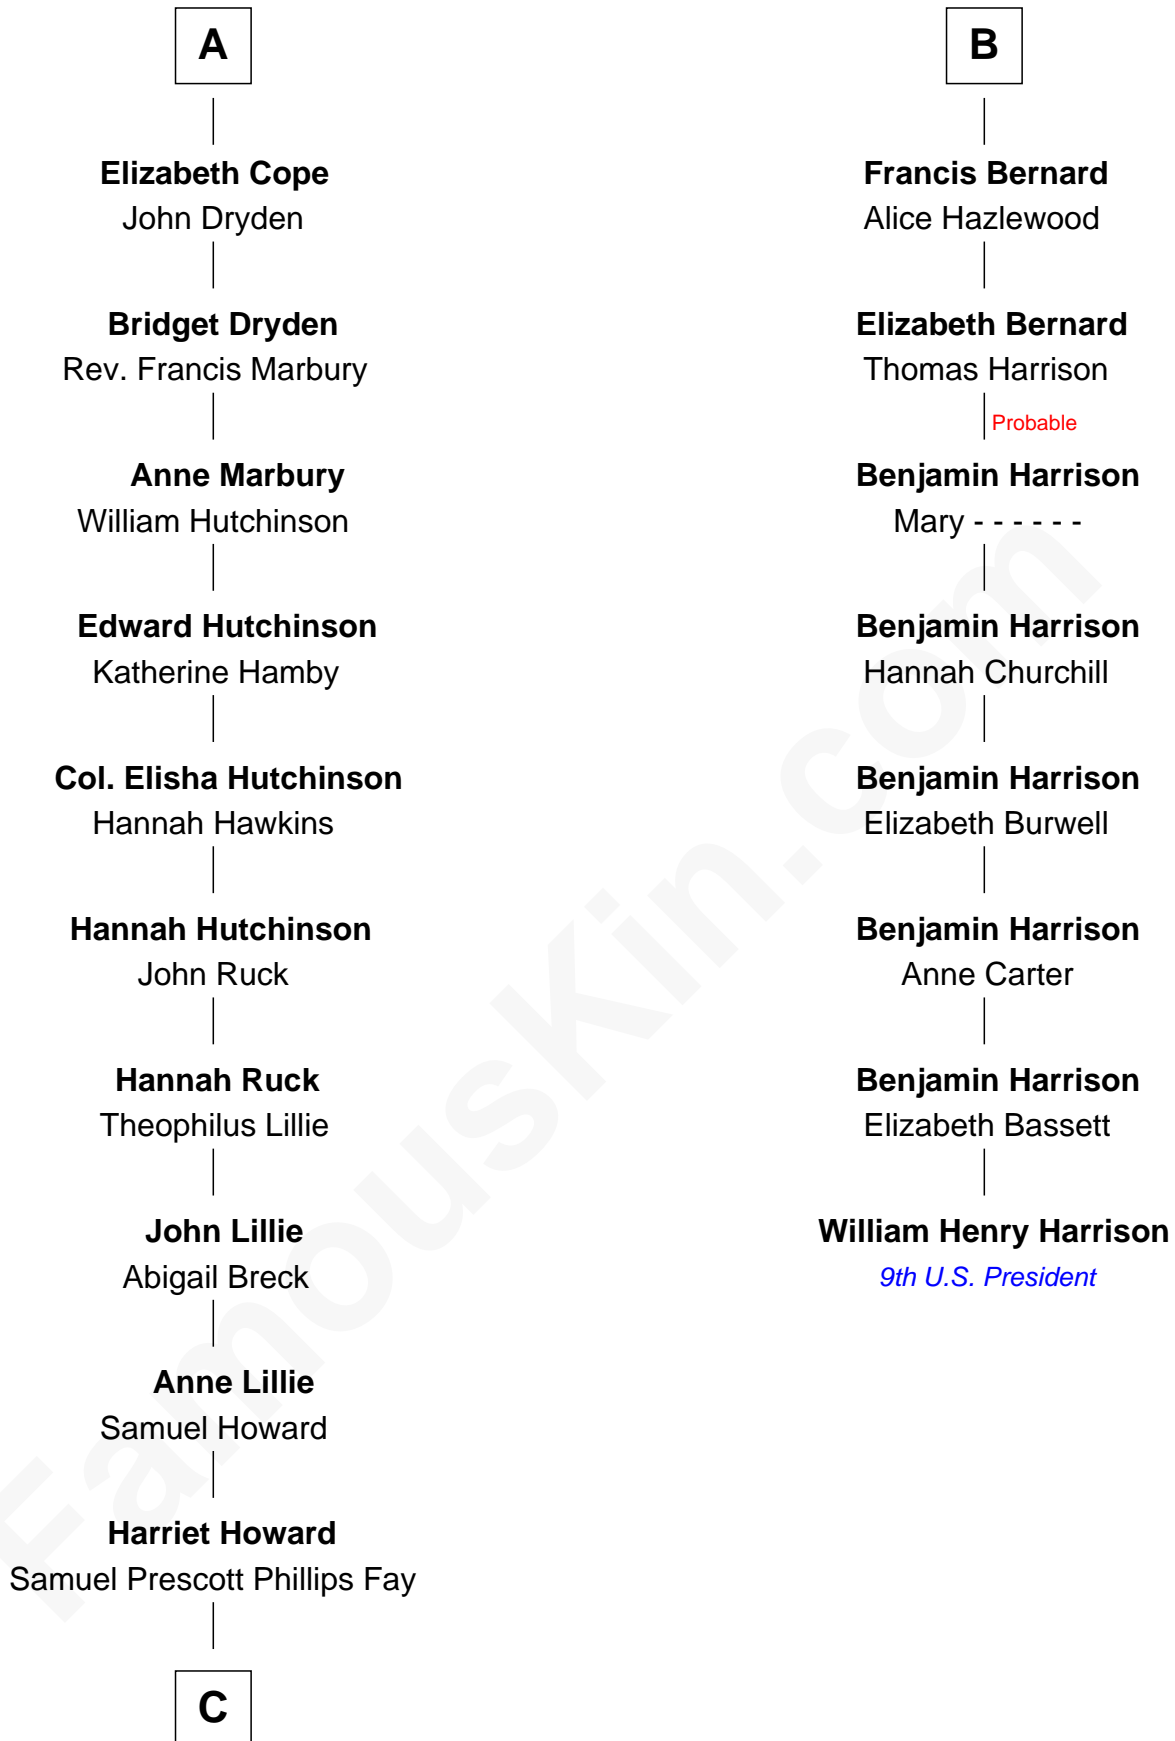 A
Elizabeth Cope
John Dryden
Bridget Dryden
Rev. Francis Marbury
Anne Marbury
William Hutchinson
Edward Hutchinson
Katherine Hamby
Col. Elisha Hutchinson
Hannah Hawkins
Hannah Hutchinson
John Ruck
Hannah Ruck
Theophilus Lillie
John Lillie
Abigail Breck
Anne Lillie
Samuel Howard
Harriet Howard
Samuel Prescott Phillips Fay
C
B
Francis Bernard
Alice Hazlewood
Elizabeth Bernard
Thomas Harrison
Probable
Benjamin Harrison
Mary - - - - - -
Benjamin Harrison
Hannah Churchill
Benjamin Harrison
Elizabeth Burwell
Benjamin Harrison
Anne Carter
Benjamin Harrison
Elizabeth Bassett
William Henry Harrison
9th U.S. President
FamousKin.com